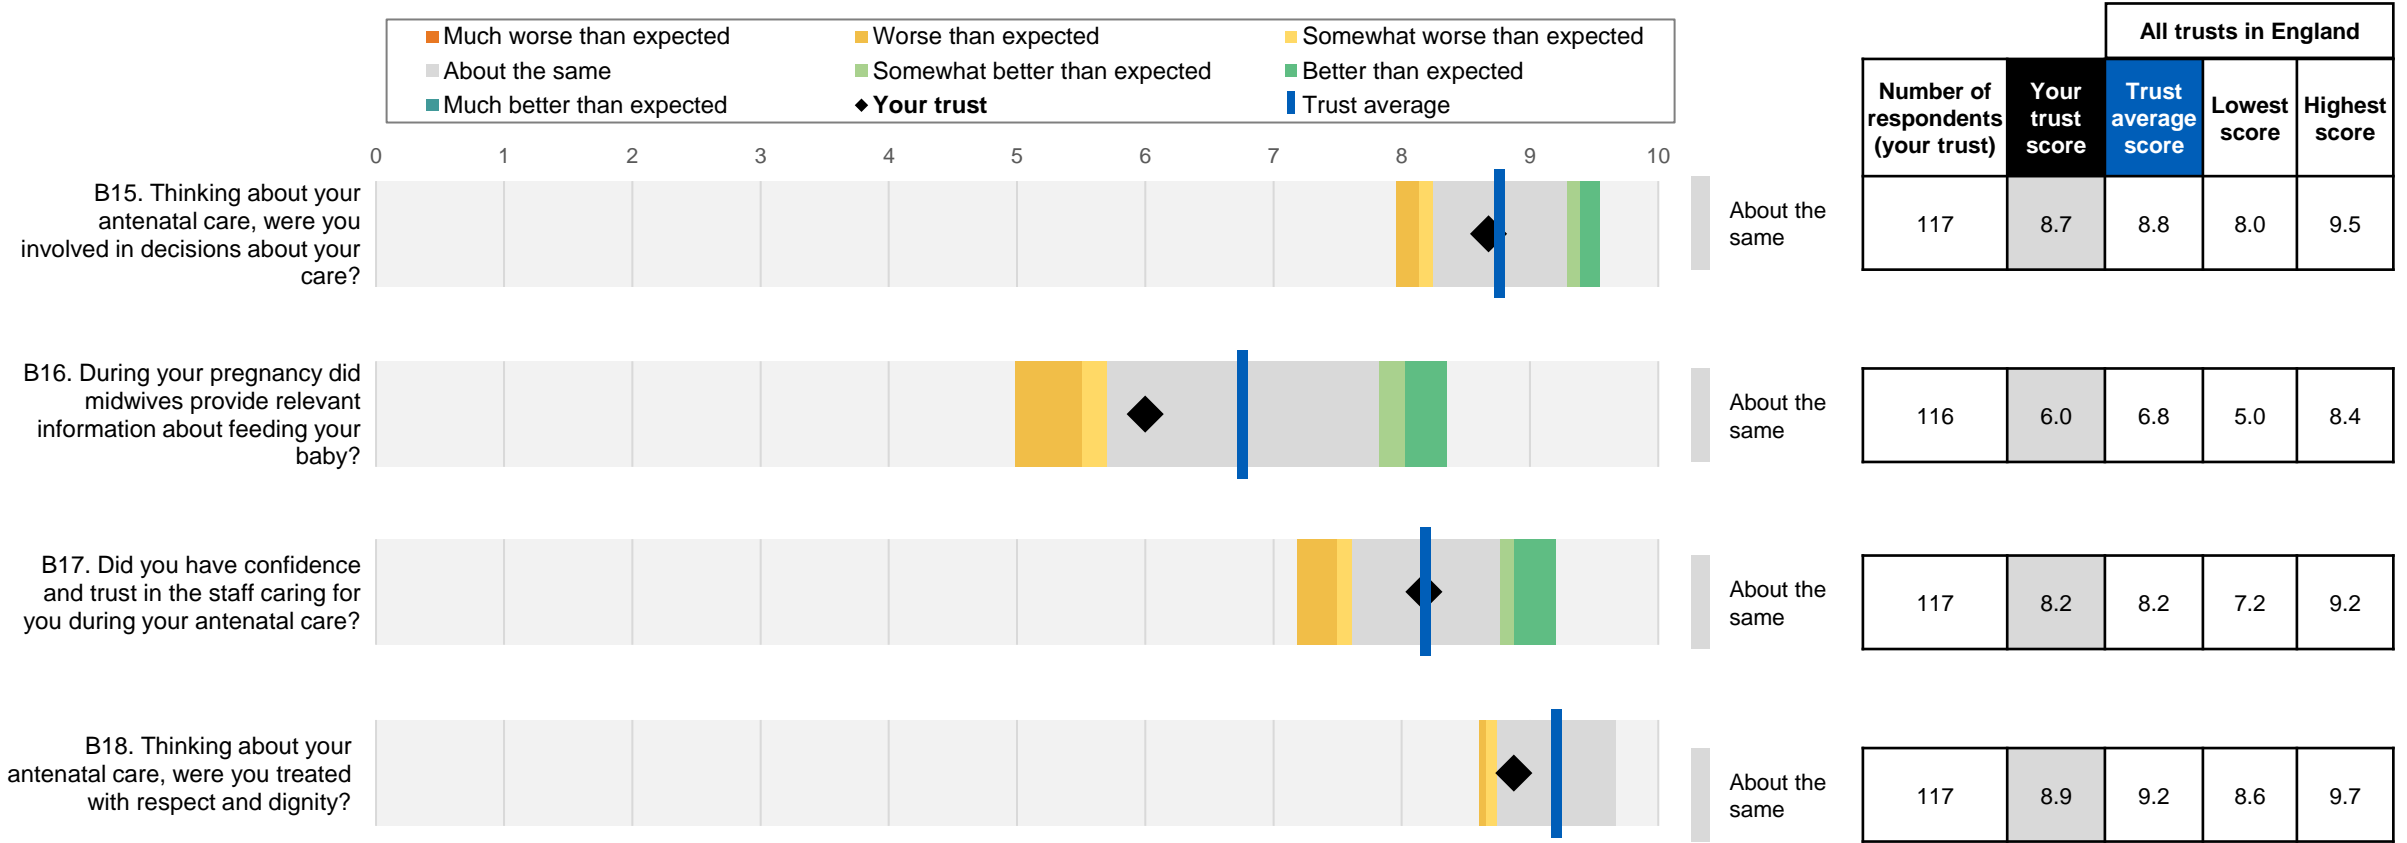 Much worse than expected
Worse than expected
Somewhat worse than expected
About the same
Somewhat better than expected
Better than expected
Much better than expected
Your trust
Trust average
All trusts in England
Number of
respondents
(your trust)
Your
trust
score
Trust
average
score
Lowest
score
Highest
score
0 1 2 3 4 5 6 7 8 9 10
B15. Thinking about your
antenatal care, were you
involved in decisions about your
care?
About the
same
117 8.7 8.8 8.0 9.5
B16. During your pregnancy did
midwives provide relevant
information about feeding your
baby?
About the
same
116 6.0 6.8 5.0 8.4
B17. Did you have confidence
and trust in the staff caring for
you during your antenatal care?
About the
same
117 8.2 8.2 7.2 9.2
B18. Thinking about your
antenatal care, were you treated
with respect and dignity?
About the
same
117 8.9 9.2 8.6 9.7